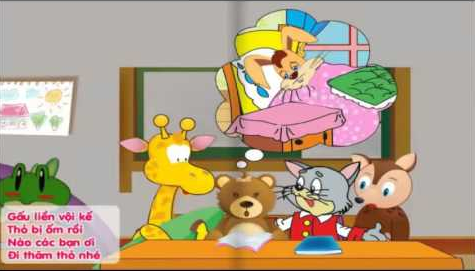 Gấu liền vội kể
Thỏ bị ốm rồi
Nào các bạn ơi
Đi thăm thỏ nhé